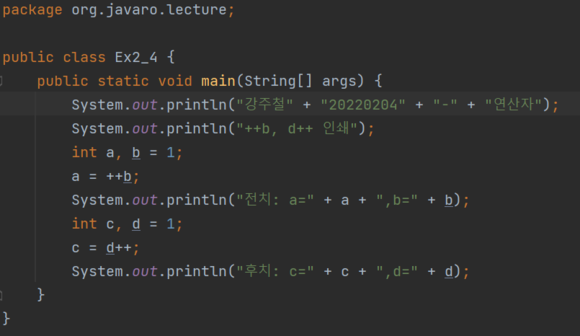 package org.javaro.lecture;
public class Ex2_4 {
public static void main(String[] args) {
System.out.println("강주철" + "20220204" + "-" + "연산자");
System.out.println("++b, d++ 인쇄");
int a, b = 1;
a = ++b;
System.out.println("전치: a=" + a + ",b=" + b);
int c, d = 1;
c = d++;
System.out.println("후치: c=" + c + ",d=" + d);
}
}